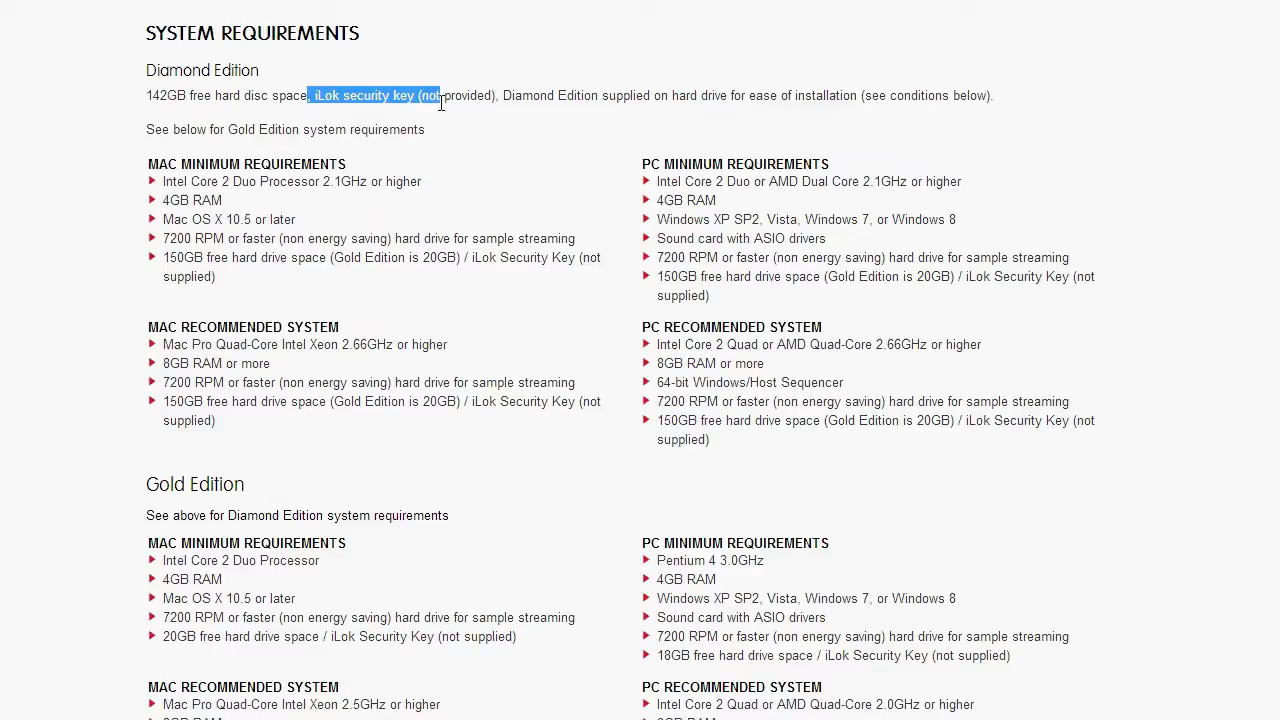 SYSTEM REQUIREMENTS
Diamond Edition
142GB free hard disc space, iLok security key (not provided), Diamond Edition supplied on hard drive for ease of installation (see conditions below).
See below for Gold Edition system requirements
MAC MINIMUM REQUIREMENTS
Intel Core 2 Duo Processor 2.1GHz or higher
4GB RAM
Mac OS X 10.5 or later
7200 RPM or faster (non energy saving) hard drive for sample streaming
150GB free hard drive space (Gold Edition is 20GB) / iLok Security Key (not
supplied)
PC MINIMUM REQUIREMENTS
Intel Core 2 Duo or AMD Dual Core 2.1GHz or higher
4GB RAM
Windows XP SP2, Vista, Windows 7, or Windows 8
Sound card with ASIO drivers
7200 RPM or faster (non energy saving) hard drive for sample streaming
150GB free hard drive space (Gold Edition is 20GB) / iLok Security Key (not
supplied)
MAC RECOMMENDED SYSTEM
Mac Pro Quad-Core Intel Xeon 2.66GHz or higher
8GB RAM or more
7200 RPM or faster (non energy saving) hard drive for sample streaming
150GB free hard drive space (Gold Edition is 20GB) / iLok Security Key (not
supplied)
PC RECOMMENDED SYSTEM
Intel Core 2 Quad or AMD Quad-Core 2.66GHz or higher
8GB RAM or more
64-bit Windows/Host Sequencer
7200 RPM or faster (non energy saving) hard drive for sample streaming
150GB free hard drive space (Gold Edition is 20GB) / iLok Security Key (not
supplied)
Gold Edition
See above for Diamond Edition system requirements
MAC MINIMUM REQUIREMENTS
Intel Core 2 Duo Processor
4GB RAM
Mac OS X 10.5 or later
7200 RPM or faster (non energy saving) hard drive for sample streaming
20GB free hard drive space / iLok Security Key (not supplied)
PC MINIMUM REQUIREMENTS
Pentium 4 3.0GHz
4GB RAM
Windows XP SP2, Vista, Windows 7, or Windows 8
Sound card with ASIO drivers
7200 RPM or faster (non energy saving) hard drive for sample streaming
18GB free hard drive space / iLok Security Key (not supplied)
MAC RECOMMENDED SYSTEM
Mac Pro Quad-Core Intel Xeon 2.5GHz or higher
PC RECOMMENDED SYSTEM
Intel Core 2 Quad or AMD Quad-Core 2.0GHz or higher